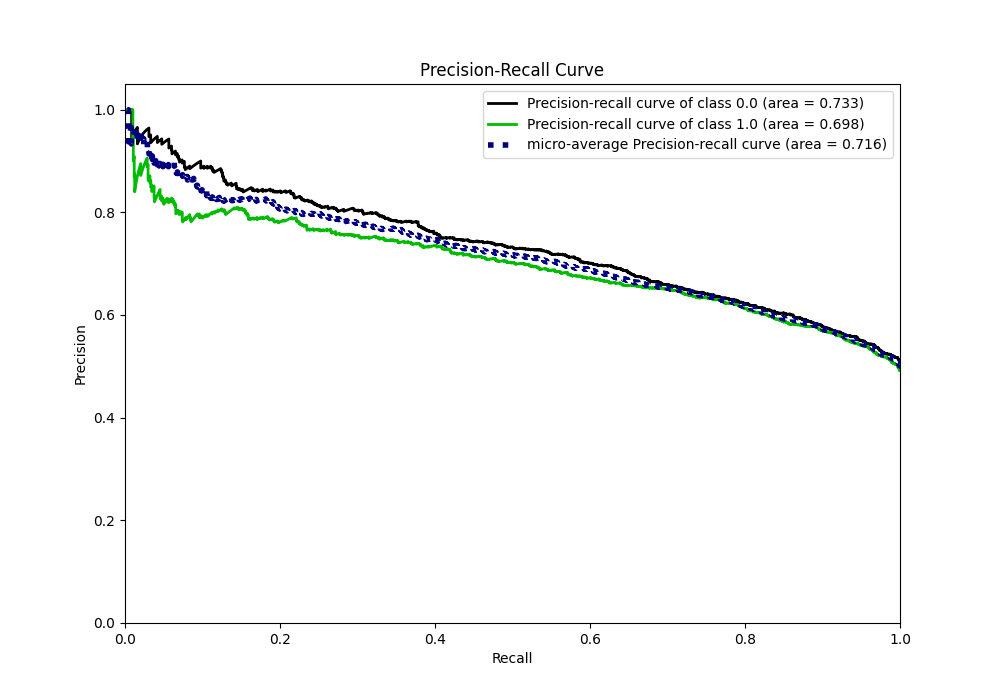 Precision-Recall Curve
Precision-recall curve of class 0.0 (area = 0.733)
Precision-recall curve of class 1.0 (area = 0.698)
micro-average Precision-recall curve (area = 0.716)
1.0
0.8
0.6
0.4
0.2
0.0
Precision
0.0 0.2 0.4 0.6 0.8 1.0
Recall